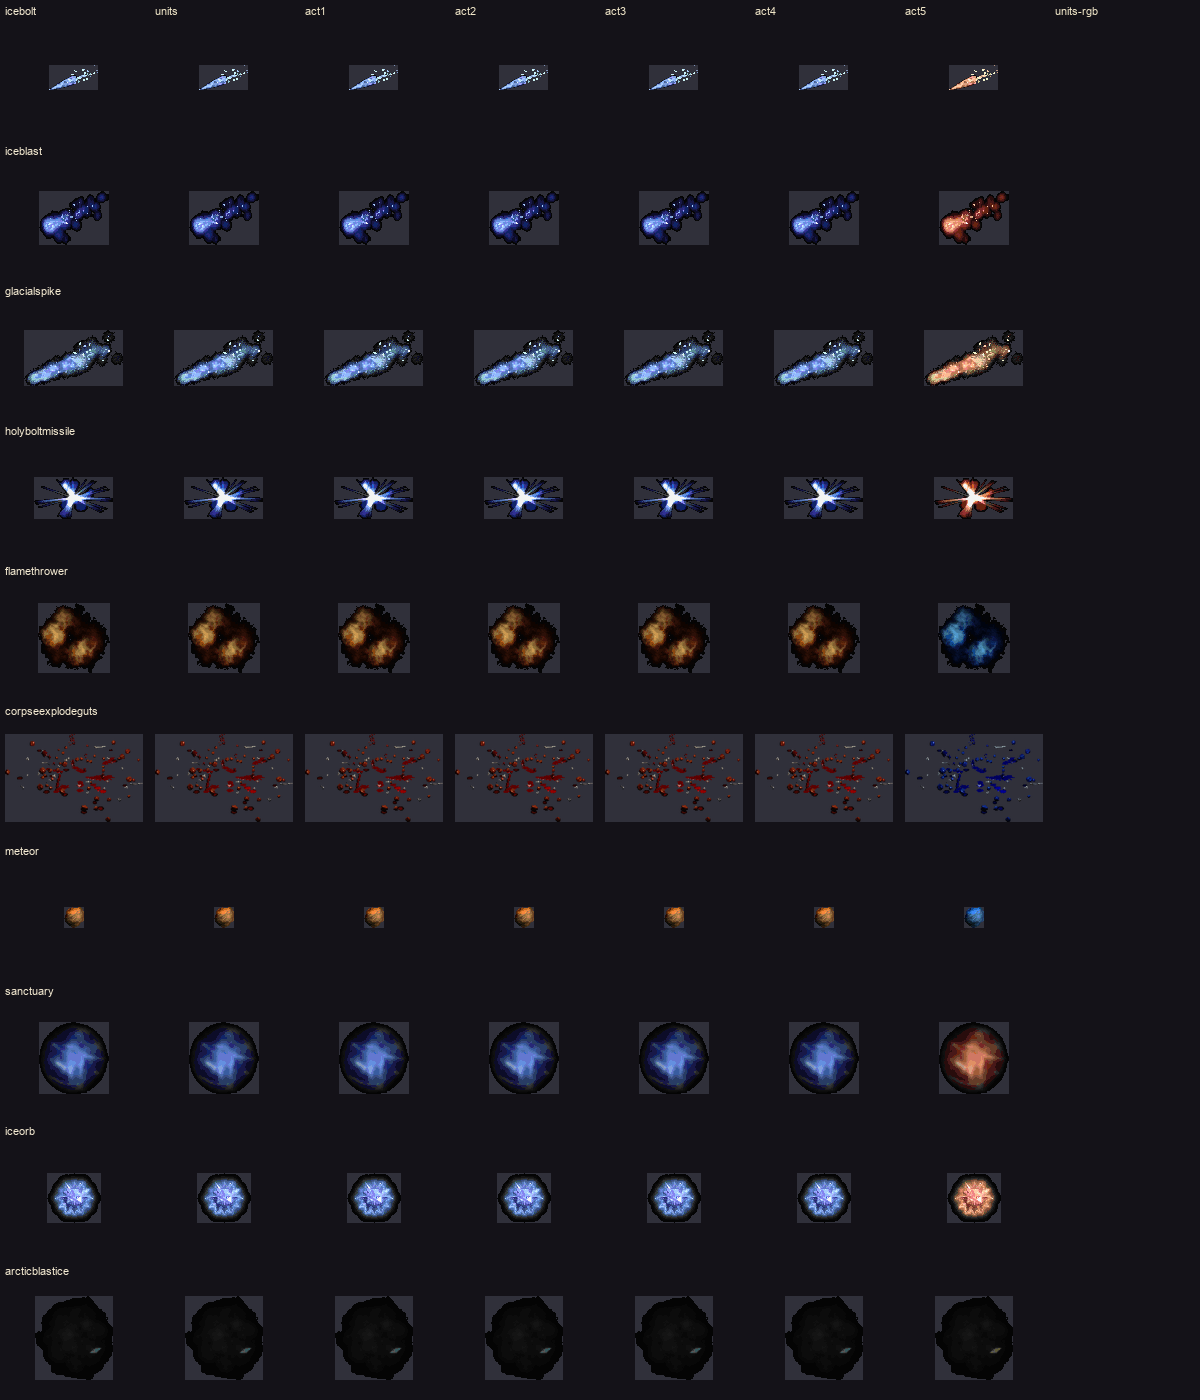 icebolt units act1 act2 act3 act4 act5 units-rgb
iceblast
glacialspike
holyboltmissile
flamethrower
corpseexplodeguts
meteor
sanctuary
iceorb
arcticblastice